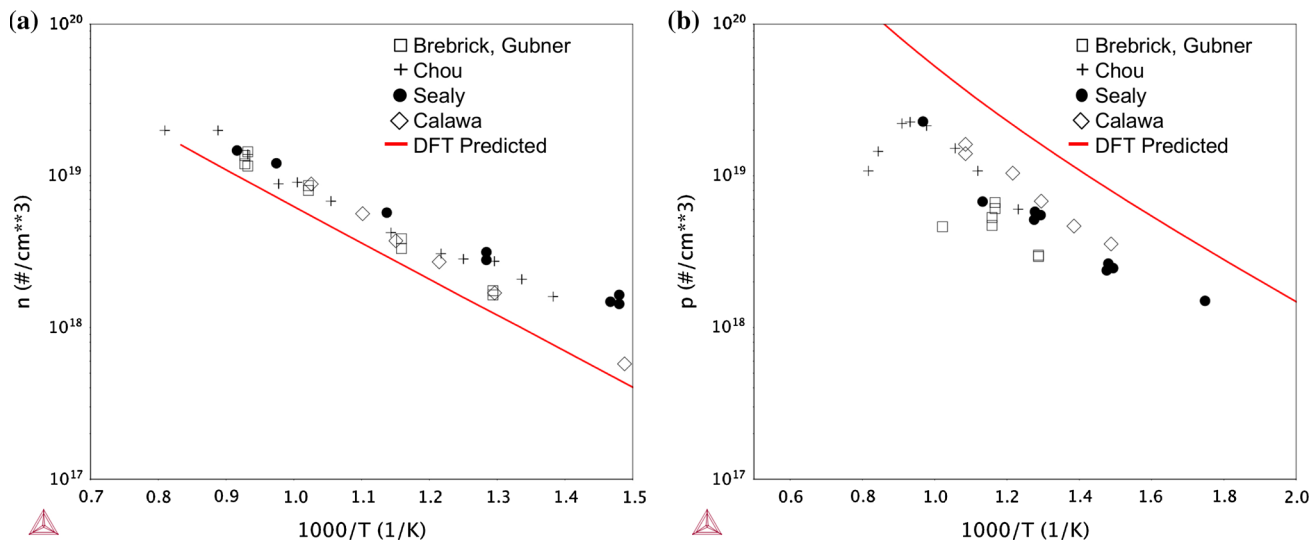 (a)
10^20
10^19
10^18
10^17
n (#/cm**3)
Brebrick, Gubner
Chou
Sealy
Calawa
DFT Predicted
0.7 0.8 0.9 1.0 1.1 1.2 1.3 1.4 1.5
1000/T (1/K)
(b)
10^20
10^19
10^18
10^17
p (#/cm**3)
Brebrick, Gubner
Chou
Sealy
Calawa
DFT Predicted
0.6 0.8 1.0 1.2 1.4 1.6 1.8 2.0
1000/T (1/K)